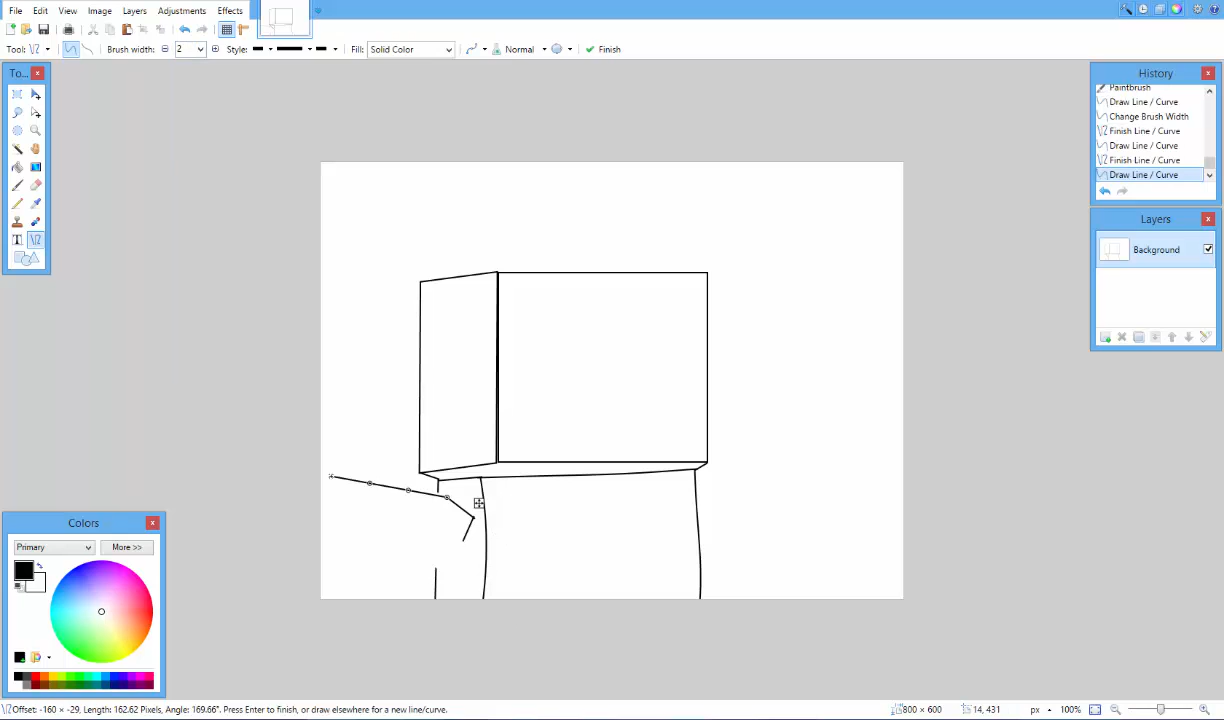 File Edit View Image Layers Adjustments Effects
Tool: Brush width: 2 Style: Fill: Solid Color Normal Finish
To...
History
Paintbrush
Draw Line / Curve
Change Brush Width
Finish Line / Curve
Draw Line / Curve
Finish Line / Curve
Draw Line / Curve
Layers
Background
Colors
Primary More >>
Offset: -160 × -29, Length: 162.62 Pixels, Angle: 169.66°. Press Enter to finish, or draw elsewhere for a new line/curve. 800 × 600 14, 431 px 100%